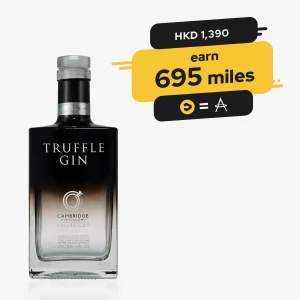 HKD 1,390
earn
695 miles
=
TRUFFLE
GIN
CAMBRIDGE
DISTILLERY